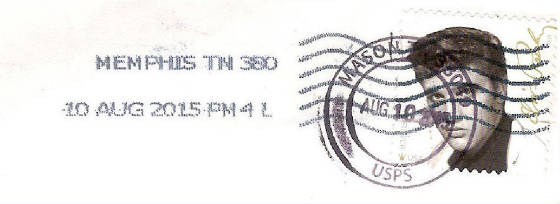 MEMPHIS TN 380
10 AUG 2015 PM 4 L
MASON
AUG 10
USPS